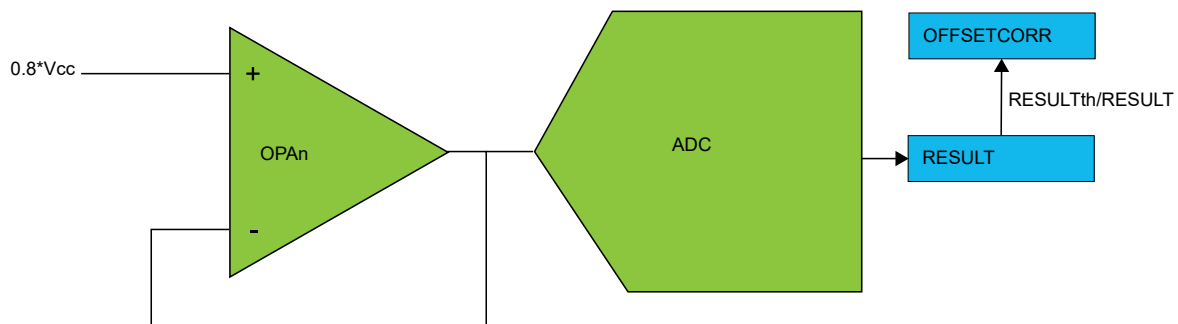 0.8*Vcc
+
OPAn
-
ADC
OFFSETCORR
RESULTth/RESULT
RESULT